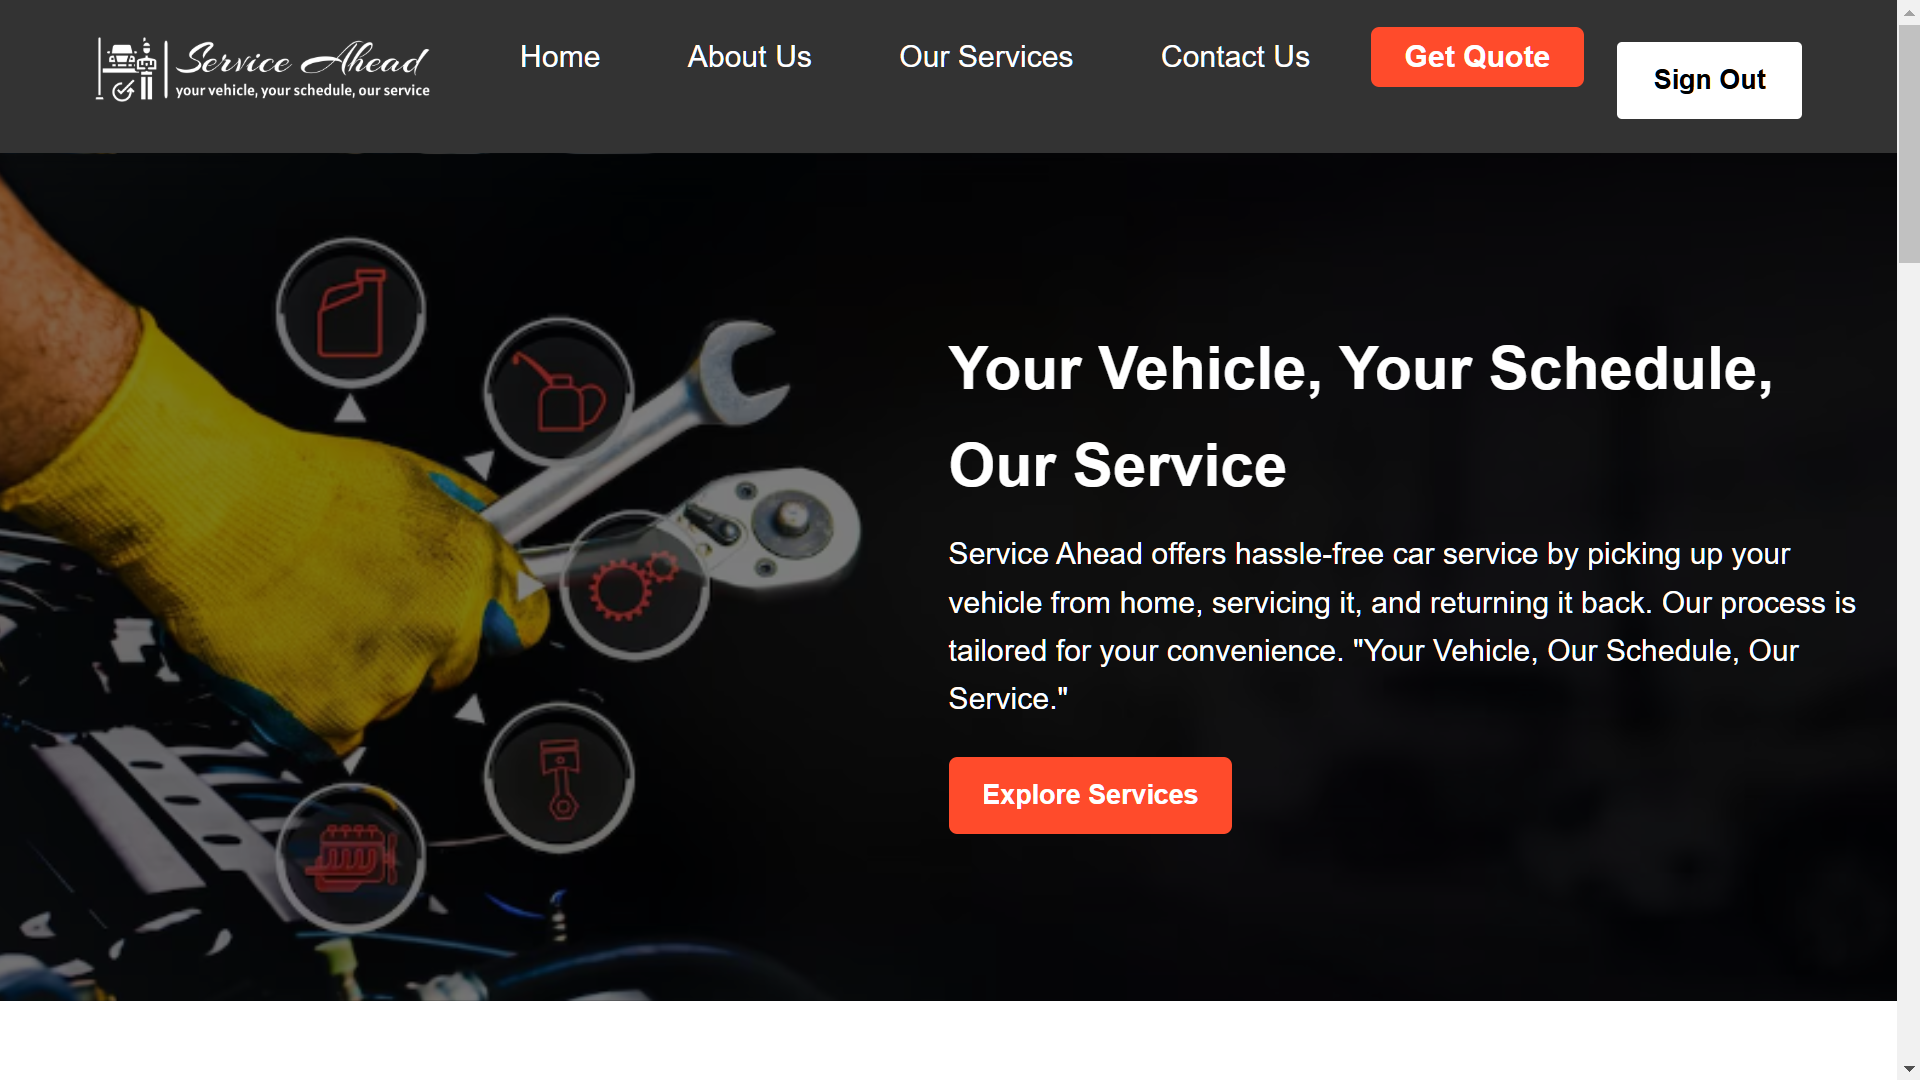 Service Ahead
your vehicle, your schedule, our service
Home
About Us
Our Services
Contact Us
Get Quote
Sign Out
Your Vehicle, Your Schedule,
Our Service
Service Ahead offers hassle-free car service by picking up your
vehicle from home, servicing it, and returning it back. Our process is
tailored for your convenience. "Your Vehicle, Our Schedule, Our
Service."
Explore Services